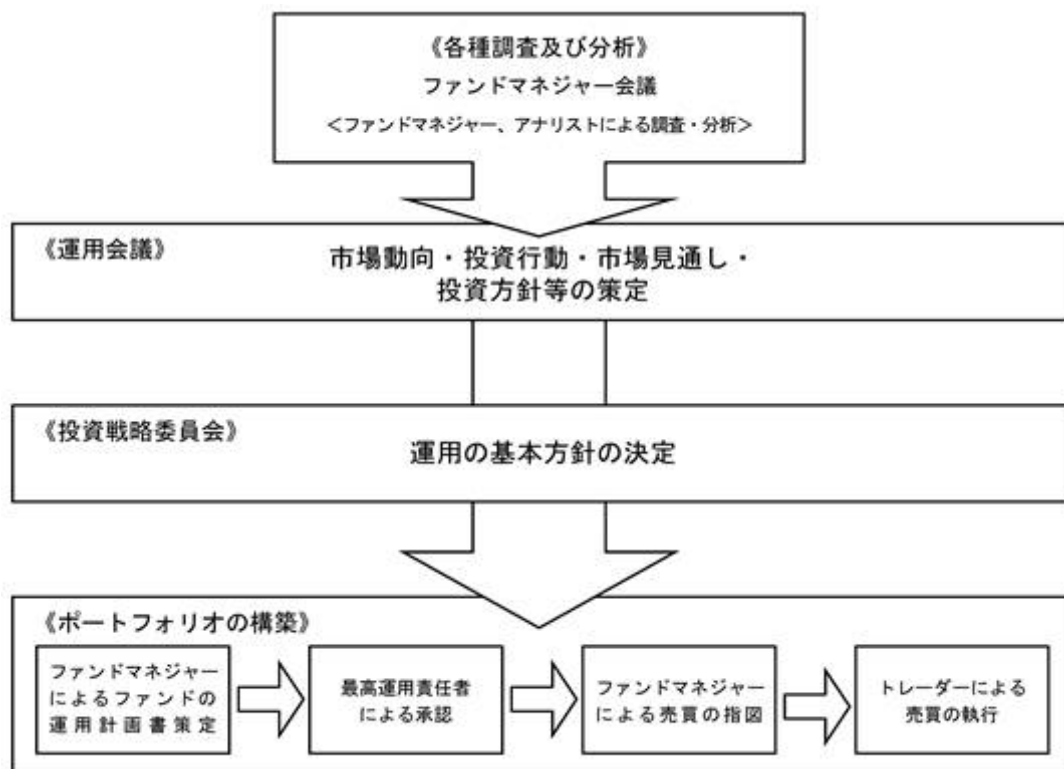 《各種調査及び分析》
ファンドマネジャー会議
＜ファンドマネジャー、アナリストによる調査・分析＞
《運用会議》
市場動向・投資行動・市場見通し・
投資方針等の策定
《投資戦略委員会》
運用の基本方針の決定
《ポートフォリオの構築》
ファンドマネジャー
によるファンドの
運用計画書策定
最高運用責任者
による承認
ファンドマネジャー
による売買の指図
トレーダーによる
売買の執行